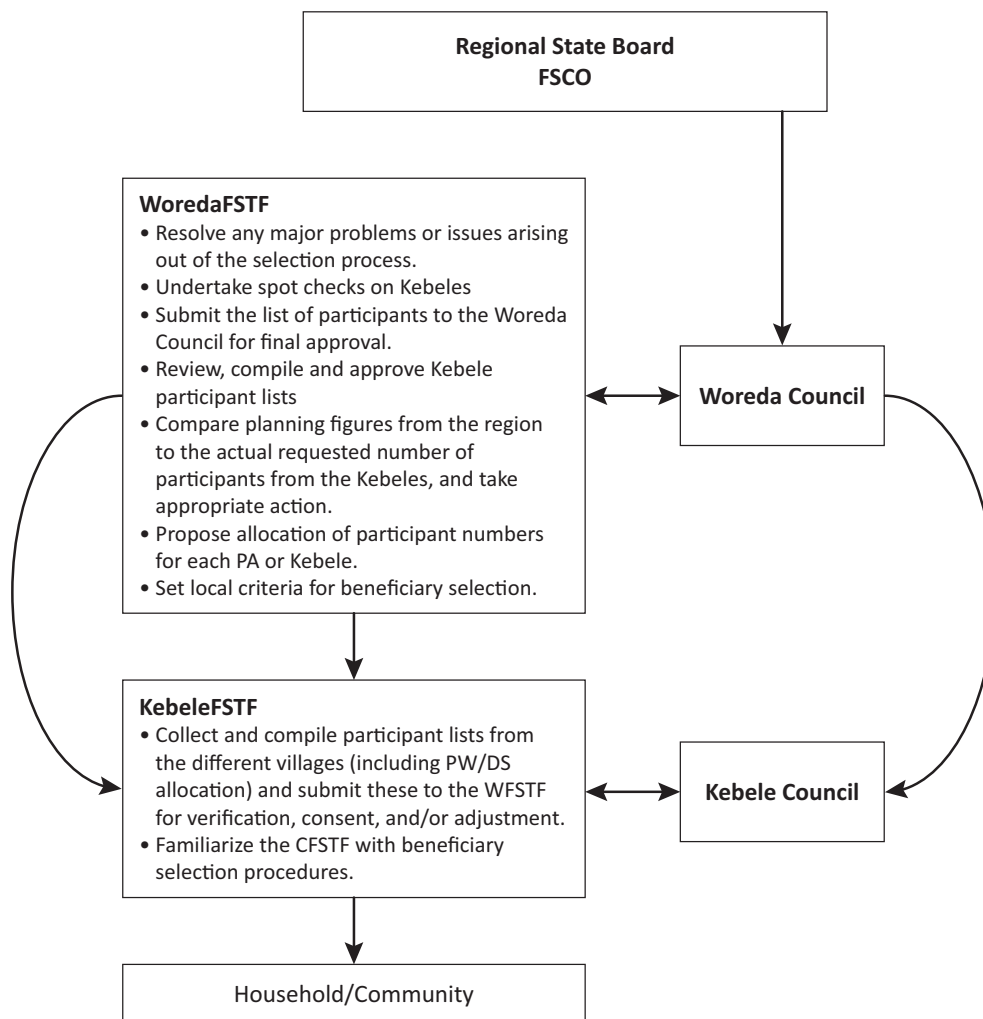 Regional State Board
FSCO
WoredaFSTF
• Resolve any major problems or issues arising
out of the selection process.
• Undertake spot checks on Kebeles
• Submit the list of participants to the Woreda
Council for final approval.
• Review, compile and approve Kebele
participant lists
• Compare planning figures from the region
to the actual requested number of
participants from the Kebeles, and take
appropriate action.
• Propose allocation of participant numbers
for each PA or Kebele.
• Set local criteria for beneficiary selection.
Woreda Council
KebeleFSTF
• Collect and compile participant lists from
the different villages (including PW/DS
allocation) and submit these to the WFSTF
for verification, consent, and/or adjustment.
• Familiarize the CFSTF with beneficiary
selection procedures.
Kebele Council
Household/Community